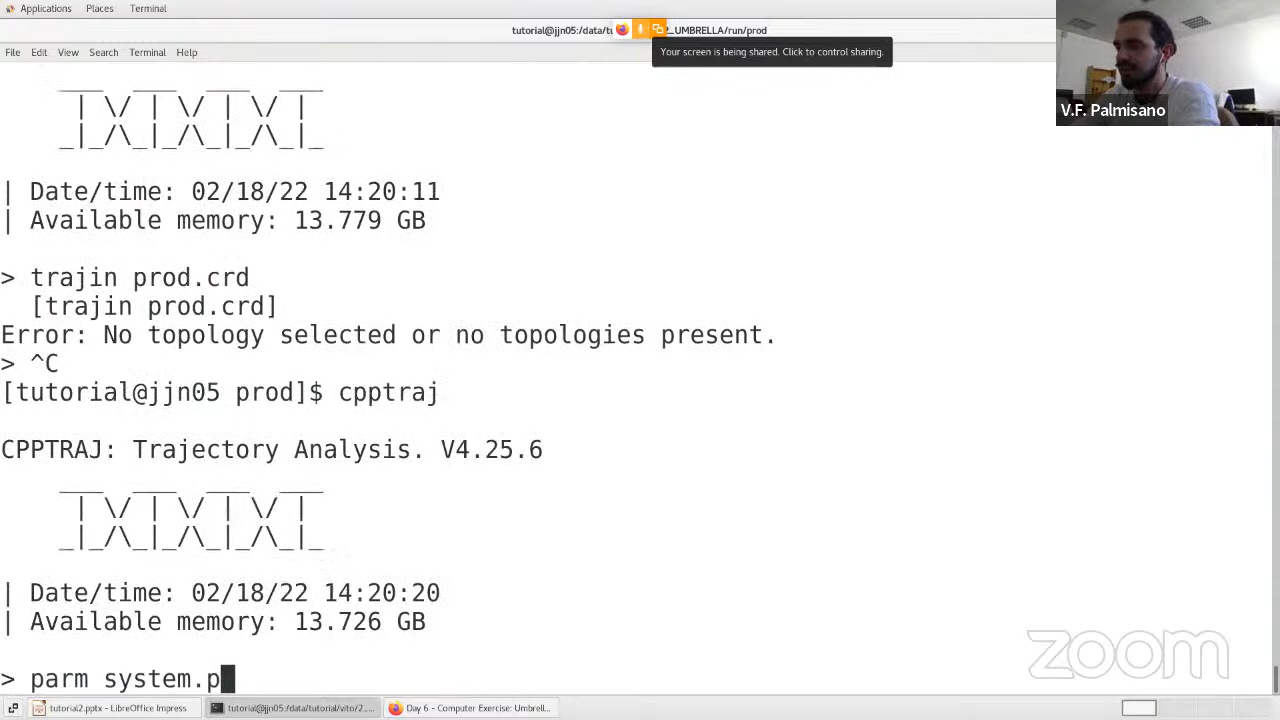 Applications Places Terminal
tutorial@jjn05:/data/tu 2_UMBRELLA/run/prod
File Edit View Search Terminal Help
Your screen is being shared. Click to control sharing.
V.F. Palmisano
| Date/time: 02/18/22 14:20:11
| Available memory: 13.779 GB
> trajin prod.crd
[trajin prod.crd]
Error: No topology selected or no topologies present.
> ^C
[tutorial@jjn05 prod]$ cpptraj
CPPTRAJ: Trajectory Analysis. V4.25.6
| Date/time: 02/18/22 14:20:20
| Available memory: 13.726 GB
> parm system.p
zoom
tutorial2.pptx - LibreOffice Impress tutorial@jjn05:/data/tutorial/vito/2... Day 6 - Computer Exercise: Umbrell...